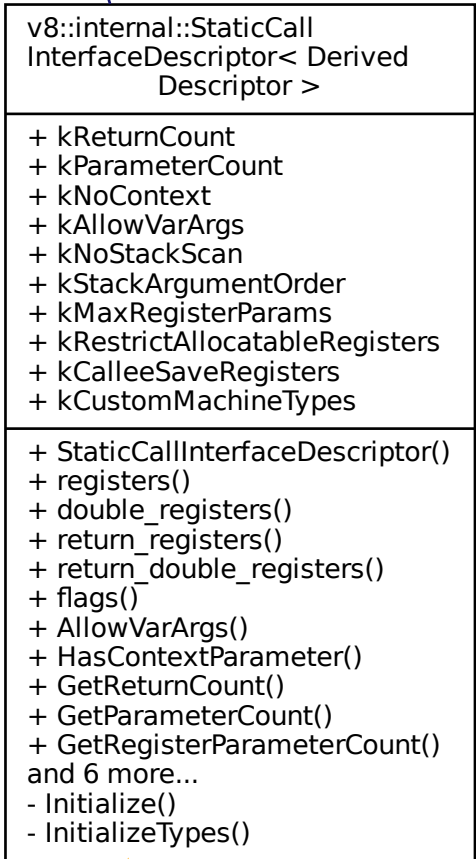 v8::internal::StaticCall
InterfaceDescriptor< Derived
Descriptor >
+ kReturnCount
+ kParameterCount
+ kNoContext
+ kAllowVarArgs
+ kNoStackScan
+ kStackArgumentOrder
+ kMaxRegisterParams
+ kRestrictAllocatableRegisters
+ kCalleeSaveRegisters
+ kCustomMachineTypes
+ StaticCallInterfaceDescriptor()
+ registers()
+ double_registers()
+ return_registers()
+ return_double_registers()
+ flags()
+ AllowVarArgs()
+ HasContextParameter()
+ GetReturnCount()
+ GetParameterCount()
+ GetRegisterParameterCount()
and 6 more...
- Initialize()
- InitializeTypes()